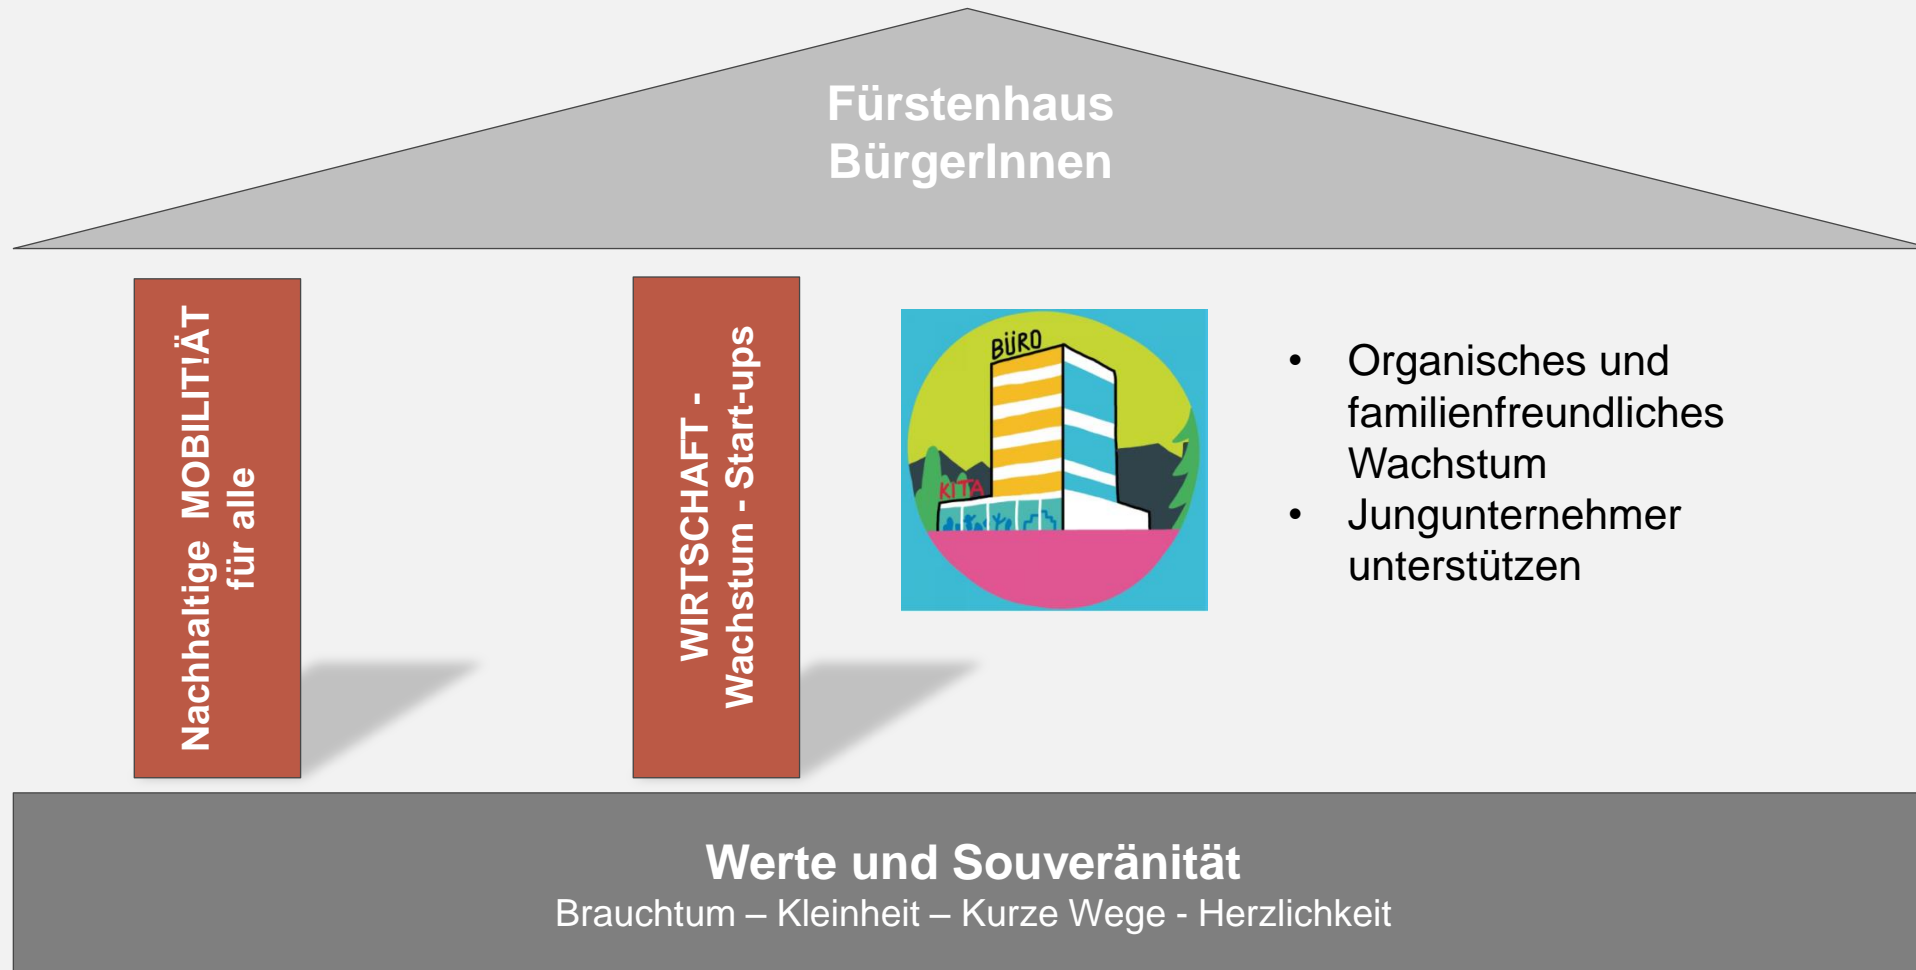 Fürstenhaus
BürgerInnen
Nachhaltige MOBILIT!ÄT
für alle
WIRTSCHAFT -
Wachstum - Start-ups
BÜRO
KITA
• Organisches und
familienfreundliches
Wachstum
• Jungunternehmer
unterstützen
Werte und Souveränität
Brauchtum – Kleinheit – Kurze Wege - Herzlichkeit